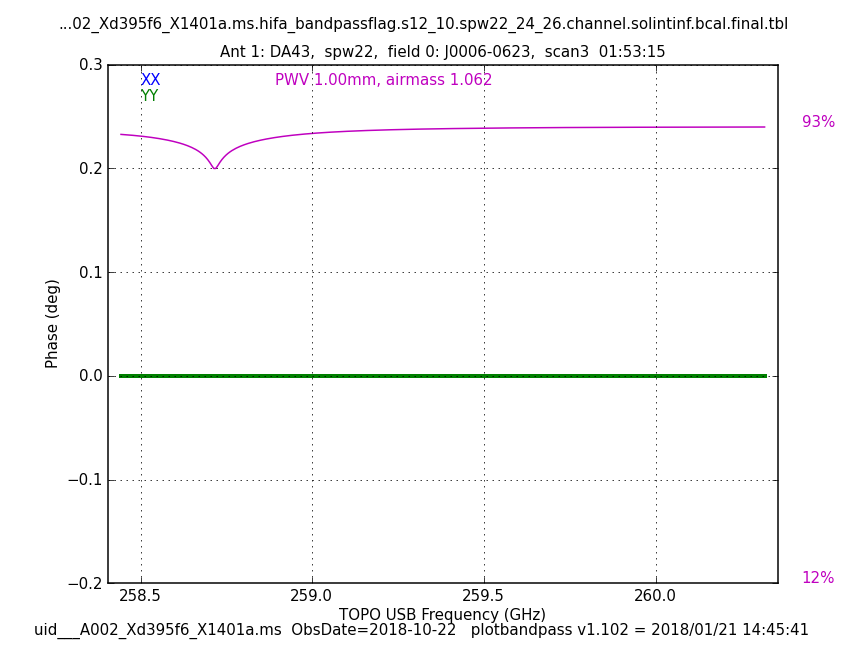 ...02_Xd395f6_X1401a.ms.hifa_bandpassflag.s12_10.spw22_24_26.channel.solintinf.bcal.final.tbl
Ant 1: DA43,  spw22,  field 0: J0006-0623,  scan3  01:53:15
XX
PWV 1.00mm, airmass 1.062
YY
93%
0.3
0.2
0.1
0.0
−0.1
−0.2
Phase (deg)
12%
258.5
259.0
259.5
260.0
TOPO USB Frequency (GHz)
uid___A002_Xd395f6_X1401a.ms  ObsDate=2018-10-22   plotbandpass v1.102 = 2018/01/21 14:45:41